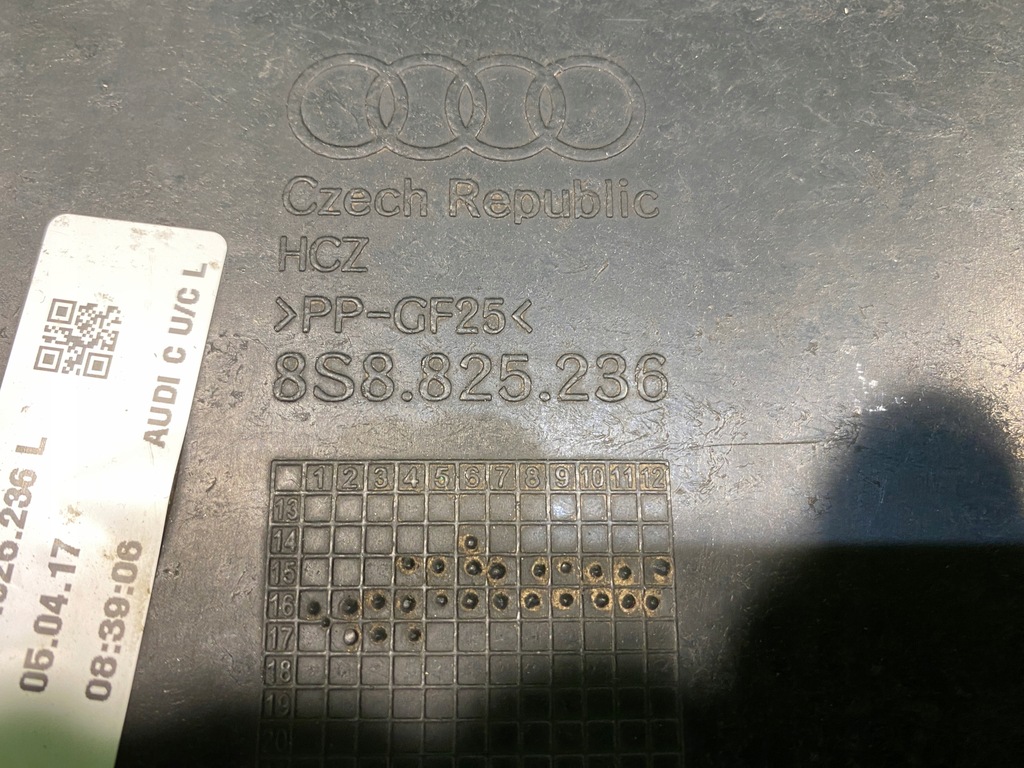 Czech Republic
HCZ
>PP-GF25<
8S8.825.236
AUDI C U/C L
236 L
05.04.17
08:39:06
1 2 3 4 5 6 7 8 9 10 11 12
13
14
15
16
17
18
19
20